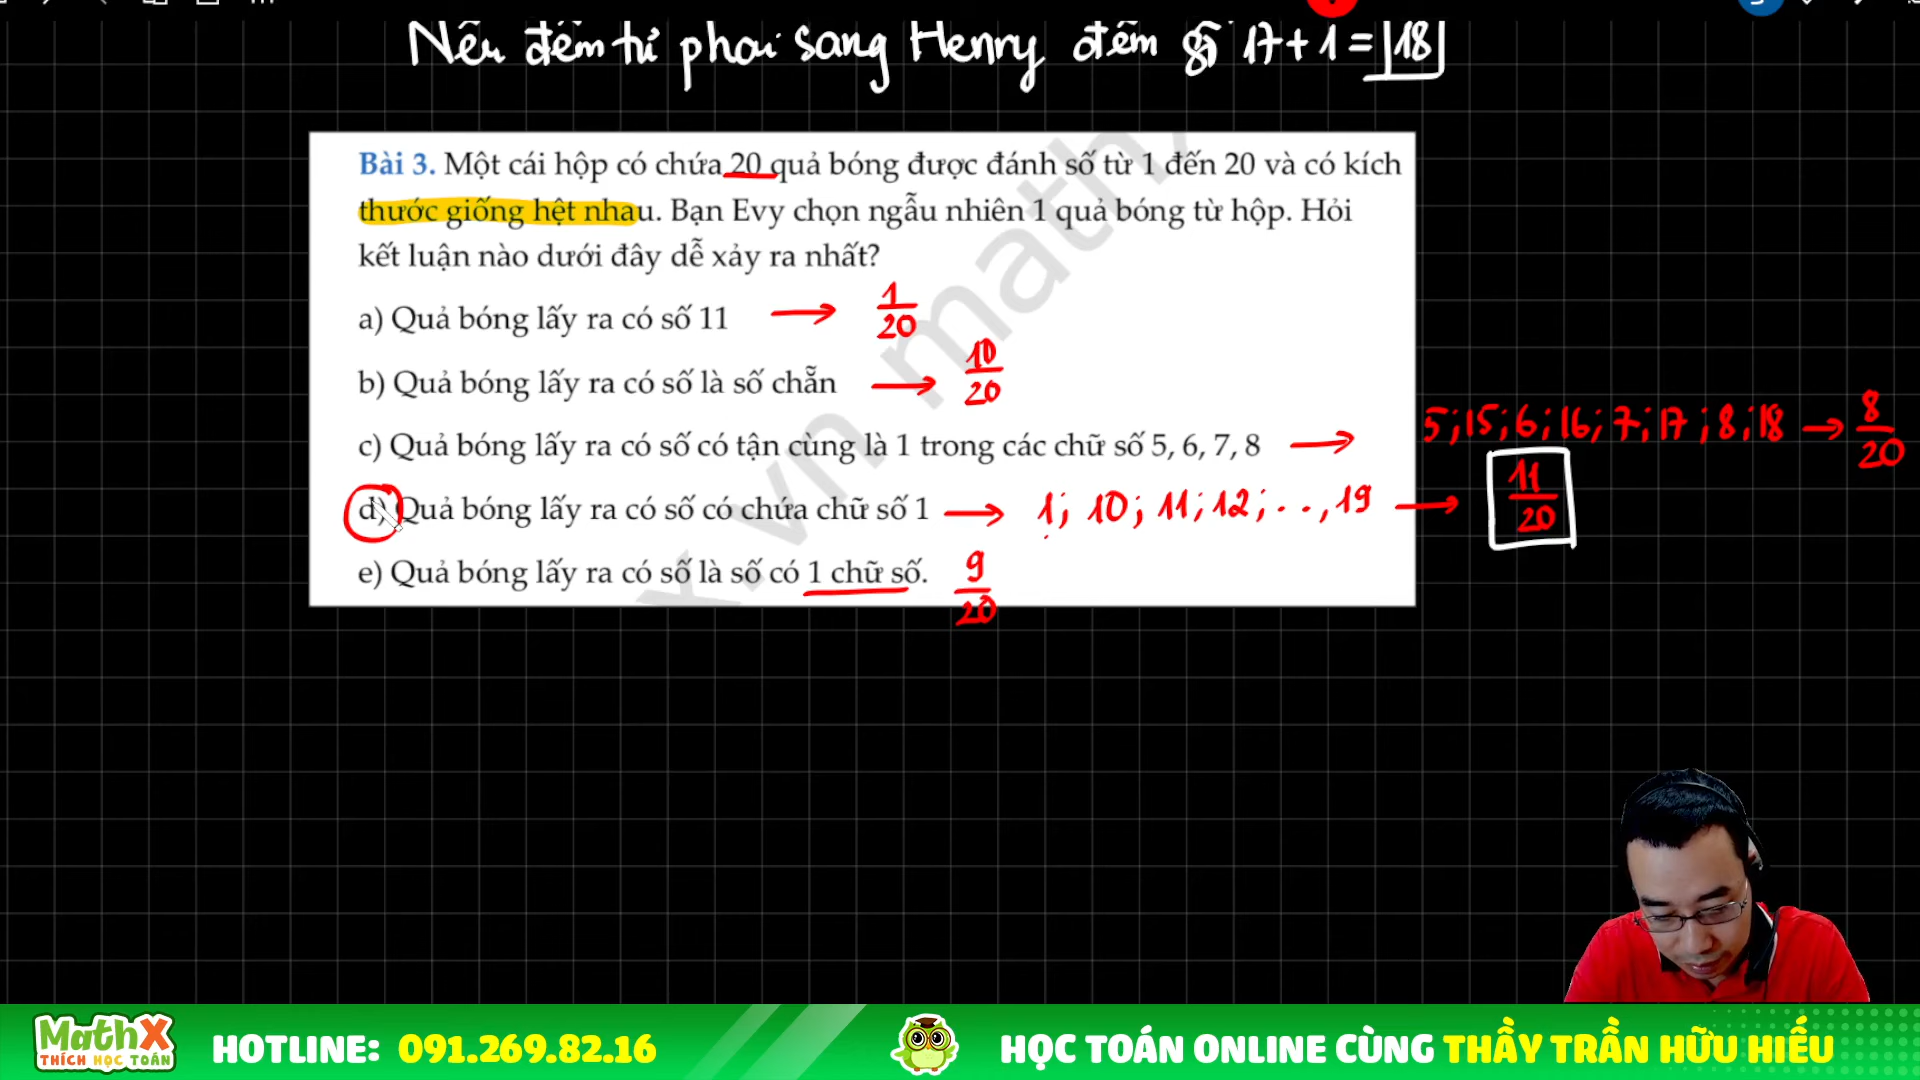 Nếu đếm từ phải sang Henry đếm số 17 + 1 = 18
Bài 3. Một cái hộp có chứa 20 quả bóng được đánh số từ 1 đến 20 và có kích
thước giống hệt nhau. Bạn Evy chọn ngẫu nhiên 1 quả bóng từ hộp. Hỏi
kết luận nào dưới đây dễ xảy ra nhất?
a) Quả bóng lấy ra có số 11 → 1/20
b) Quả bóng lấy ra có số là số chẵn → 10/20
c) Quả bóng lấy ra có số có tận cùng là 1 trong các chữ số 5, 6, 7, 8 → 5; 15; 6; 16; 7; 17; 8; 18 → 8/20
d) Quả bóng lấy ra có số có chứa chữ số 1 → 1; 10; 11; 12; ..., 19 → 11/20
e) Quả bóng lấy ra có số là số có 1 chữ số. 9/20
x.vn mathx
MathX
THÍCH HỌC TOÁN
HOTLINE: 091.269.82.16
HỌC TOÁN ONLINE CÙNG THẦY TRẦN HỮU HIẾU